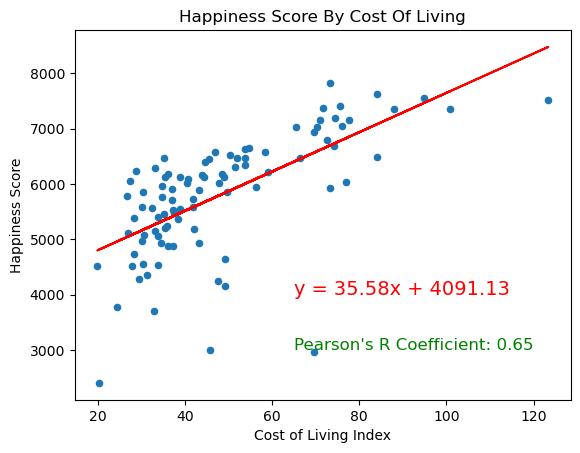 Happiness Score By Cost Of Living
8000
7000
6000
5000
4000
3000
Happiness Score
y = 35.58x + 4091.13
Pearson's R Coefficient: 0.65
20 40 60 80 100 120
Cost of Living Index